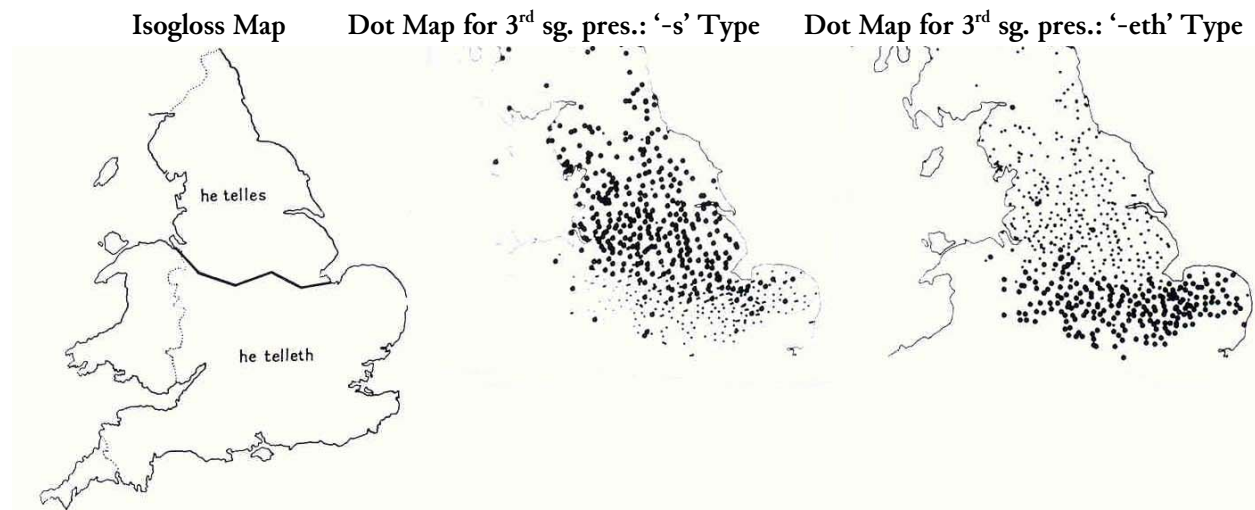 Isogloss Map    Dot Map for 3rd sg. pres.: ‘-s’ Type    Dot Map for 3rd sg. pres.: ‘-eth’ Type
he telles
he telleth